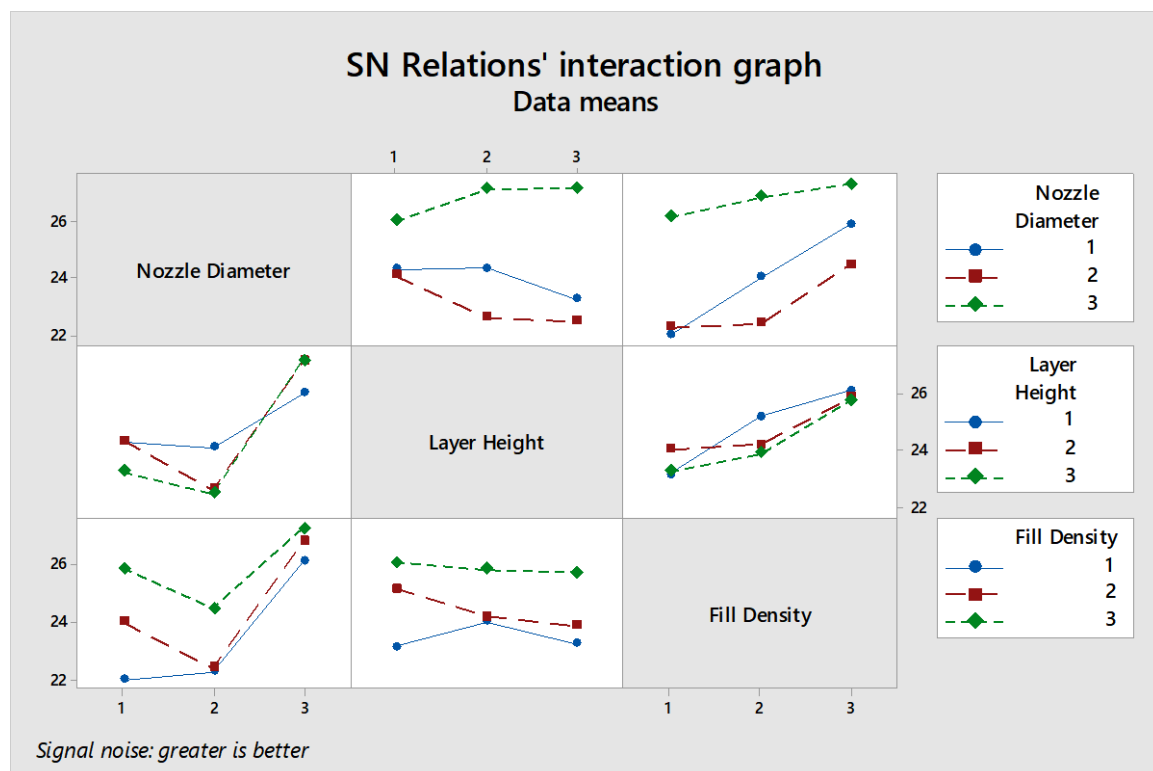 SN Relations' interaction graph
Data means
1 2 3
26
24
22
Nozzle Diameter
Nozzle
Diameter
1
2
3
Layer Height
26
24
22
Layer
Height
1
2
3
26
24
22
Fill Density
Fill Density
1
2
3
1 2 3
1 2 3
Signal noise: greater is better